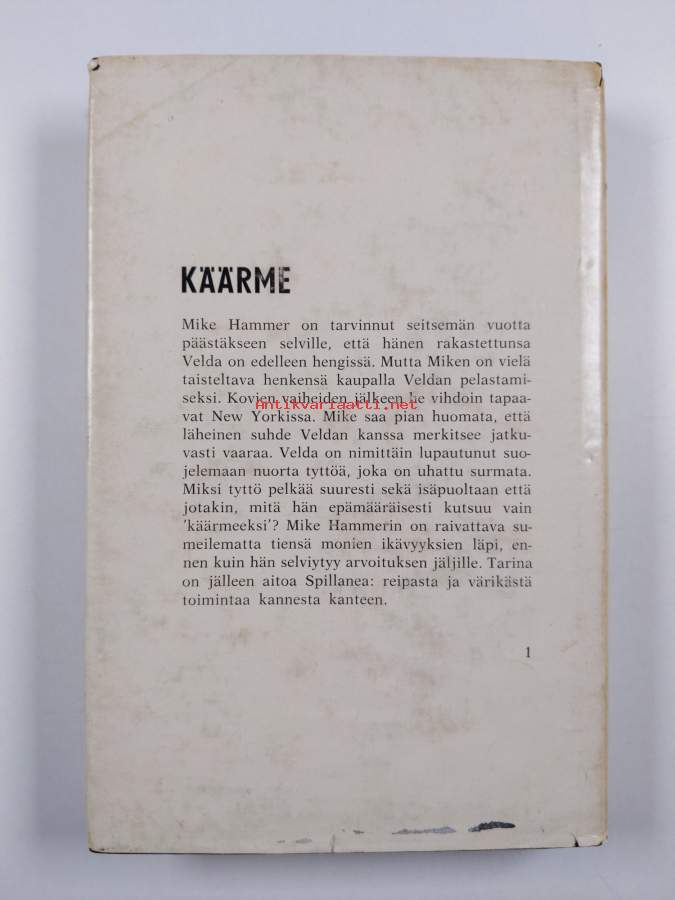 KÄÄRME
Mike Hammer on tarvinnut seitsemän vuotta
päästäkseen selville, että hänen rakastettunsa
Velda on edelleen hengissä. Mutta Miken on vielä
taisteltava henkensä kaupalla Veldan pelastami-
seksi. Kovien vaiheiden jälkeen he vihdoin tapaa-
Antikvariaatti.net
vat New Yorkissa. Mike saa pian huomata, että
läheinen suhde Veldan kanssa merkitsee jatku-
vasti vaaraa. Velda on nimittäin lupautunut suo-
jelemaan nuorta tyttöä, joka on uhattu surmata.
Miksi tyttö pelkää suuresti sekä isäpuoltaan että
jotakin, mitä hän epämääräisesti kutsuu vain
'käärmeeksi'? Mike Hammerin on raivattava su-
meilematta tiensä monien ikävyyksien läpi, en-
nen kuin hän selviytyy arvoituksen jäljille. Tarina
on jälleen aitoa Spillanea: reipasta ja värikästä
toimintaa kannesta kanteen.
1